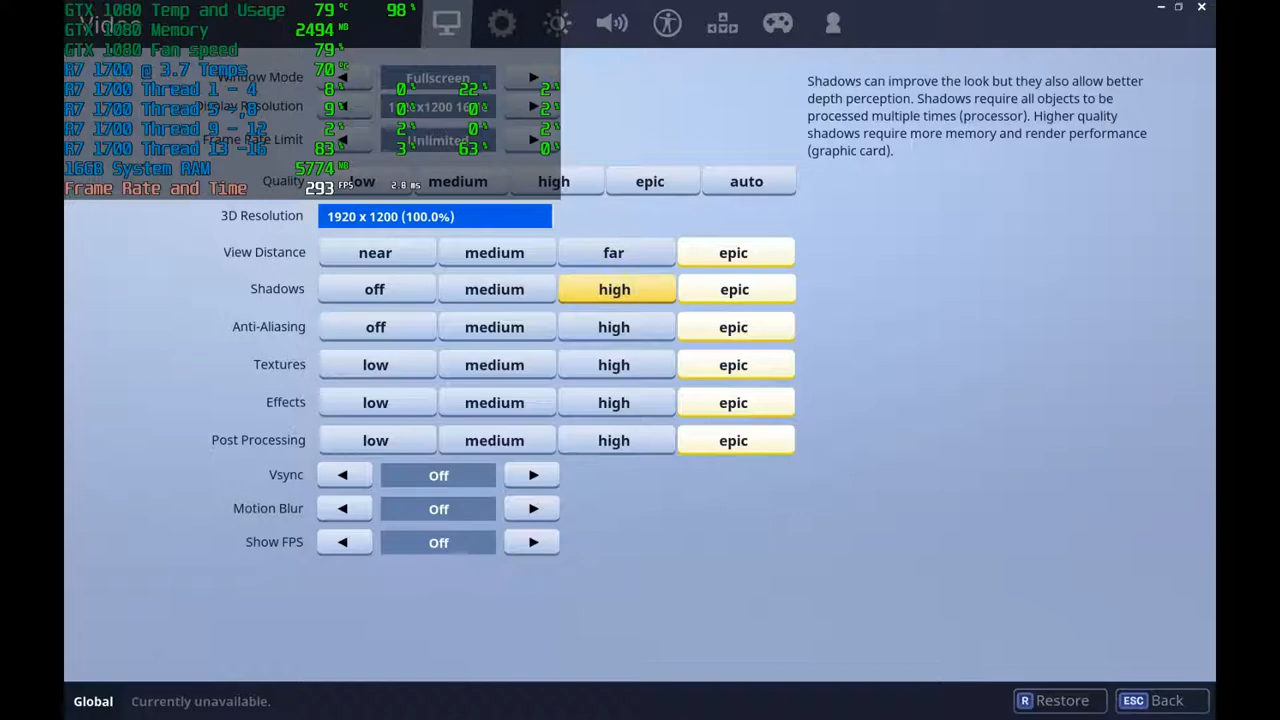 GTX 1080 Temp and Usage 79 °C 98 %
Video
GTX 1080 Memory 2494 MB
GTX 1080 Fan speed 79 %
R7 1700 @ 3.7 Temps 70 °C
Window Mode ◄ Fullscreen ►
R7 1700 Thread 1 - 4 8 % 0 % 22 % 2 %
Display Resolution
R7 1700 Thread 5 - 8 9 % 10 % 0 % 2 %
R7 1700 Thread 9 - 12 2 % 2 % 0 % 2 %
Frame Rate Limit ◄ Unlimited ►
R7 1700 Thread 13 -16 83 % 3 % 63 % 0 %
16GB System RAM 5774 MB
Quality low medium high epic auto
Frame Rate and Time 293 FPS 2.8 ms
3D Resolution 1920 x 1200 (100.0%)
View Distance near medium far epic
Shadows off medium high epic
Anti-Aliasing off medium high epic
Textures low medium high epic
Effects low medium high epic
Post Processing low medium high epic
Vsync ◄ Off ►
Motion Blur ◄ Off ►
Show FPS ◄ Off ►
Shadows can improve the look but they also allow better
depth perception. Shadows require all objects to be
processed multiple times (processor). Higher quality
shadows require more memory and render performance
(graphic card).
Global Currently unavailable.
R Restore ESC Back